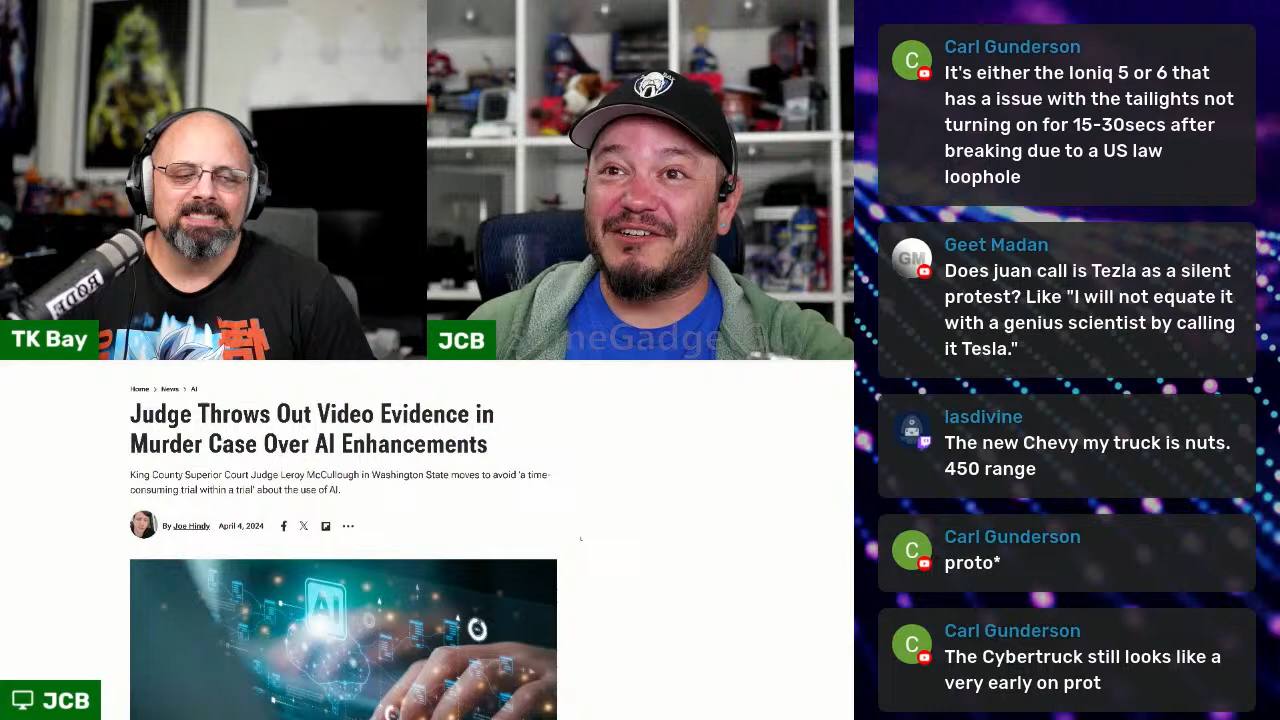 RODE
TK Bay
JCB
Home > News > AI
Judge Throws Out Video Evidence in
Murder Case Over AI Enhancements
King County Superior Court Judge Leroy McCullough in Washington State moves to avoid 'a time-
consuming trial within a trial' about the use of AI.
By Joe Hindy April 4, 2024
AI
JCB
C
Carl Gunderson
It's either the Ioniq 5 or 6 that
has a issue with the tailights not
turning on for 15-30secs after
breaking due to a US law
loophole
GM
Geet Madan
Does juan call is Tezla as a silent
protest? Like "I will not equate it
with a genius scientist by calling
it Tesla."
lasdivine
The new Chevy my truck is nuts.
450 range
C
Carl Gunderson
proto*
C
Carl Gunderson
The Cybertruck still looks like a
very early on prot